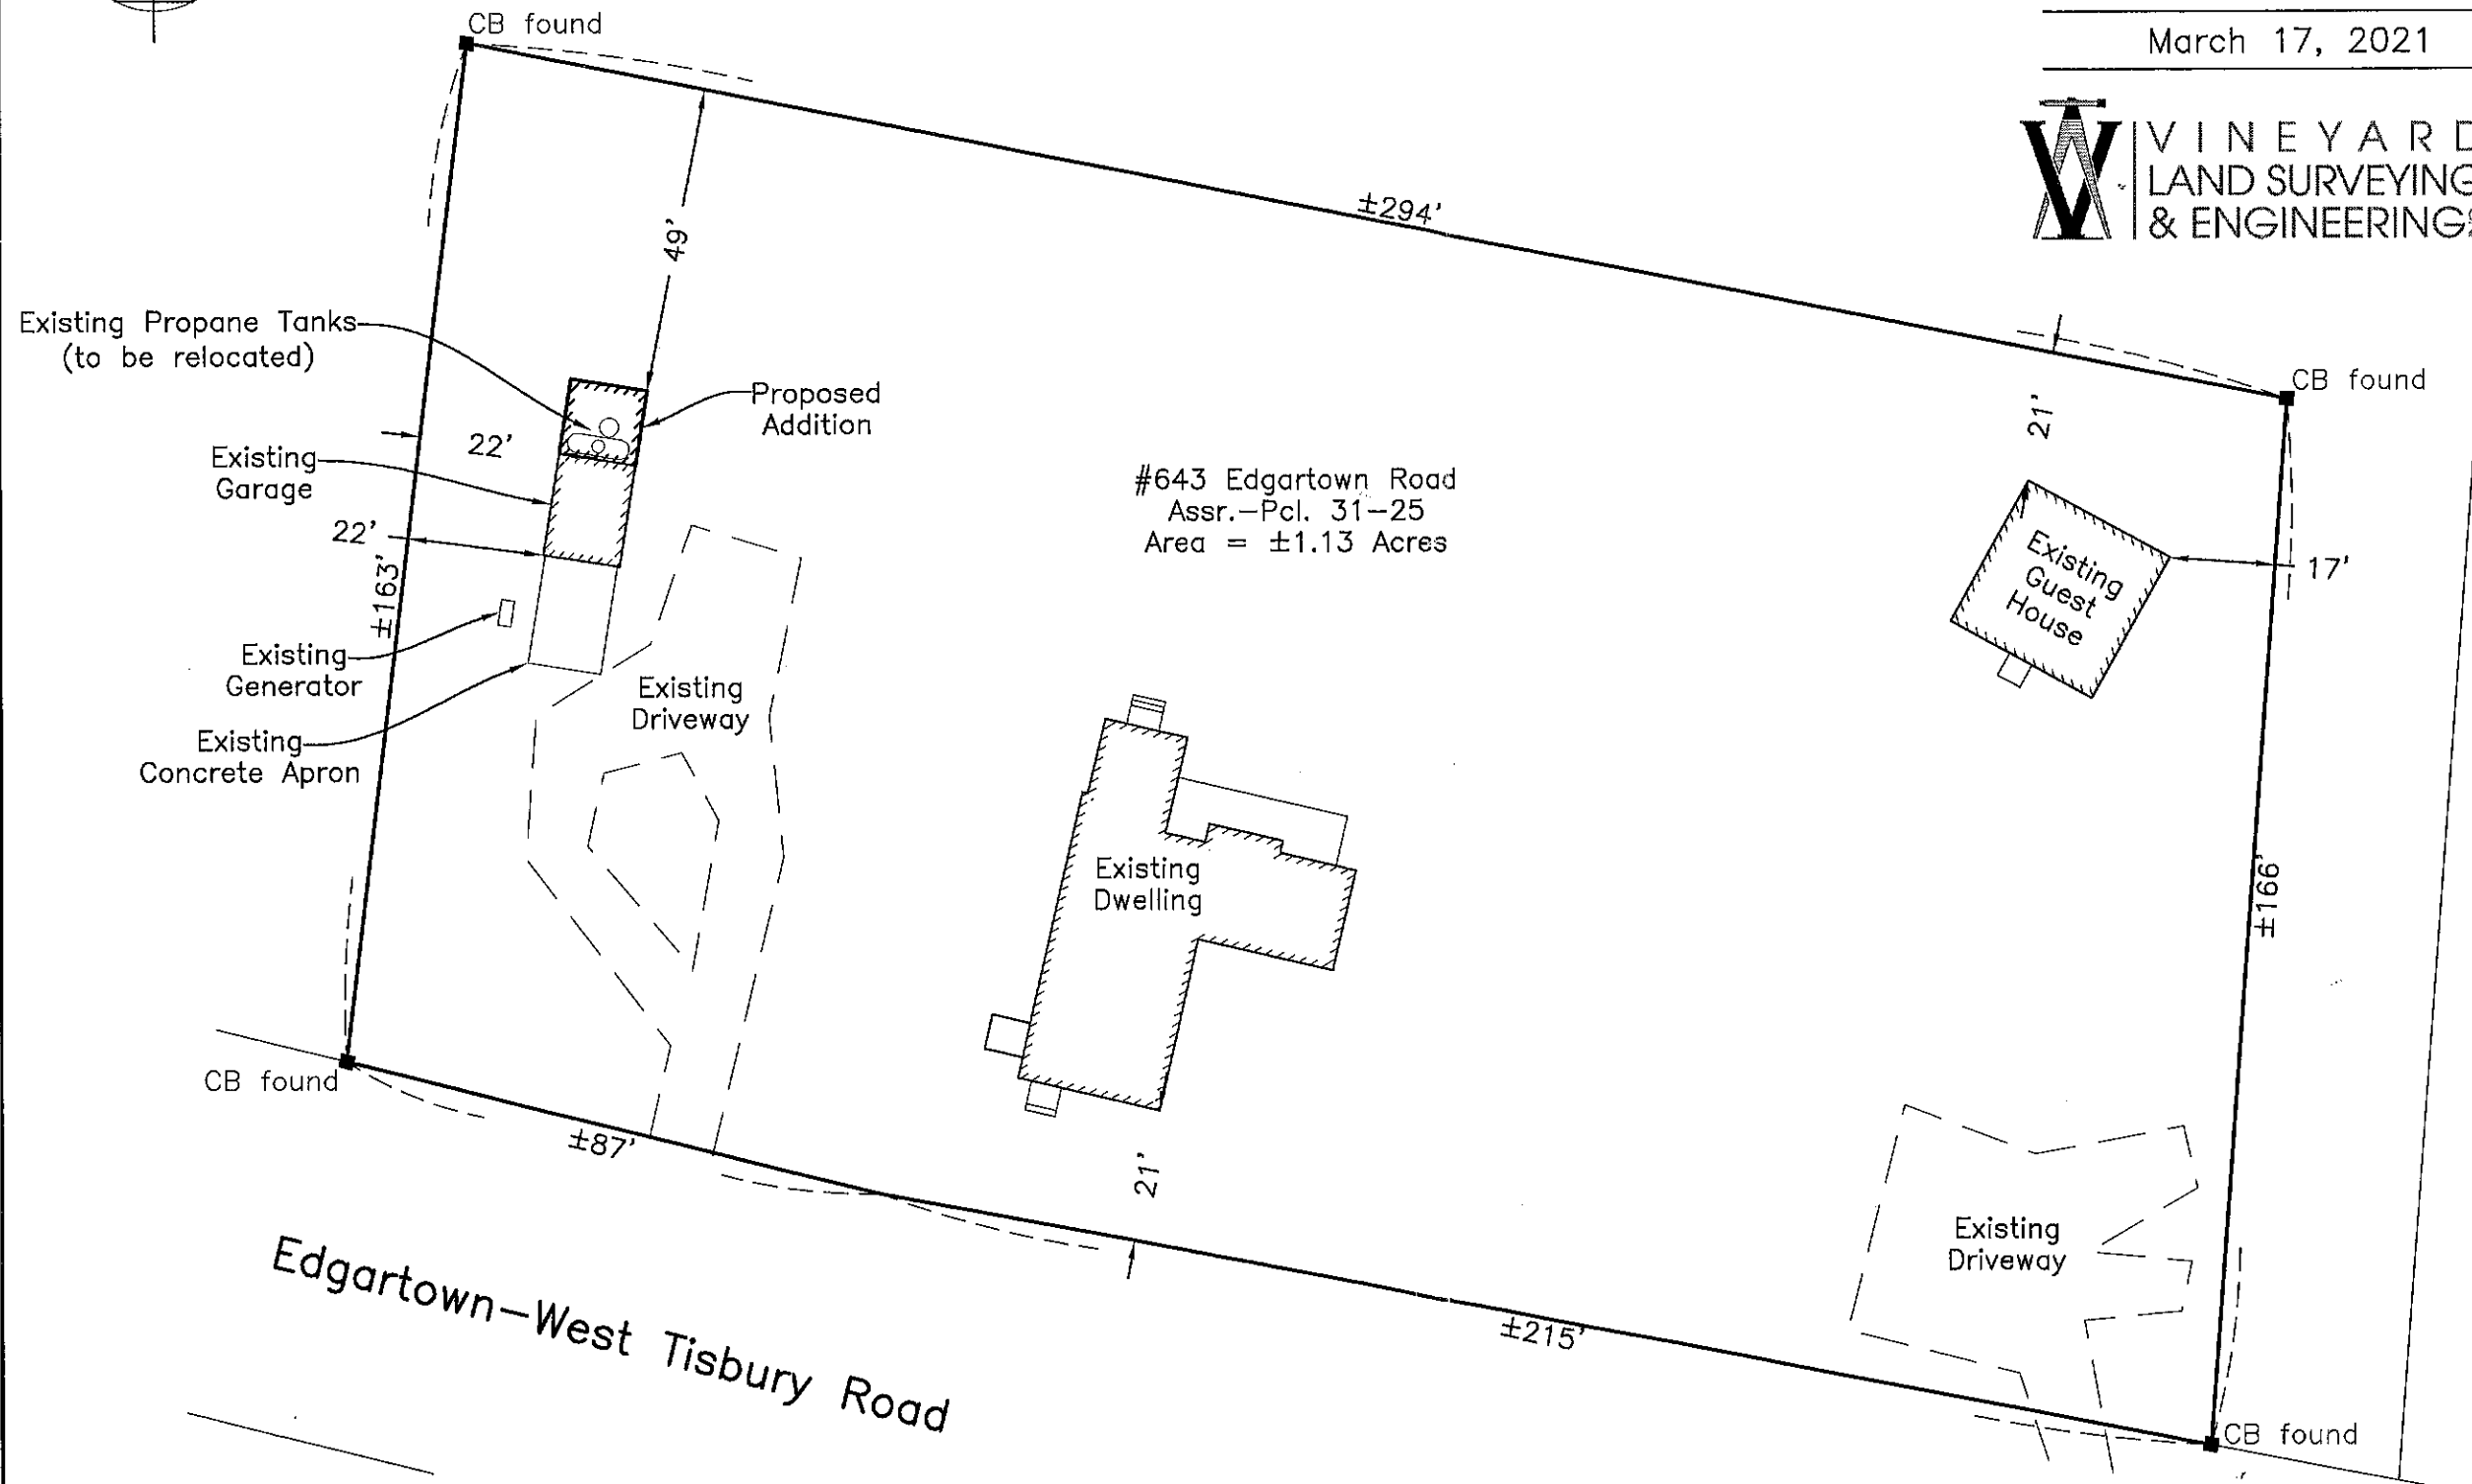 CB found
March 17, 2021
VINEYARD
LAND SURVEYING
& ENGINEERING
±294'
49'
Existing Propane Tanks
(to be relocated)
Proposed
Addition
CB found
22'
21'
Existing
Garage
#643 Edgartown Road
Assr.-Pcl. 31-25
Area = ±1.13 Acres
22'
Existing
Guest
House
17'
±163'
Existing
Generator
Existing
Driveway
Existing
Concrete Apron
Existing
Dwelling
±166'
CB found
±87'
21'
Existing
Driveway
Edgartown-West Tisbury Road
±215'
CB found